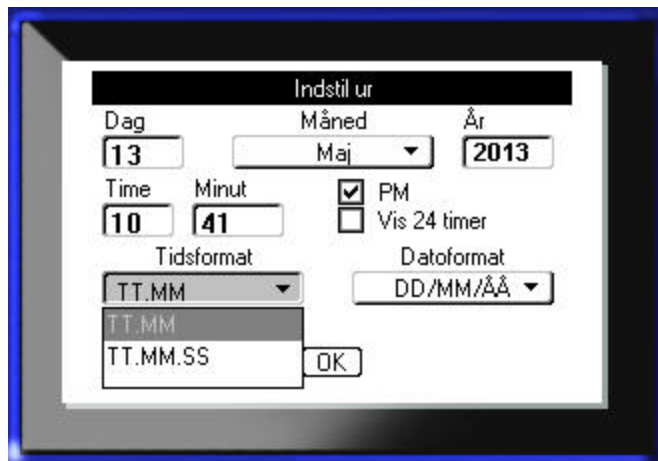 Indstil ur
Dag Måned År
13 Maj 2013
Time Minut PM
10 41 Vis 24 timer
Tidsformat Datoformat
TT.MM DD/MM/ÅÅ
TT.MM
TT.MM.SS
OK